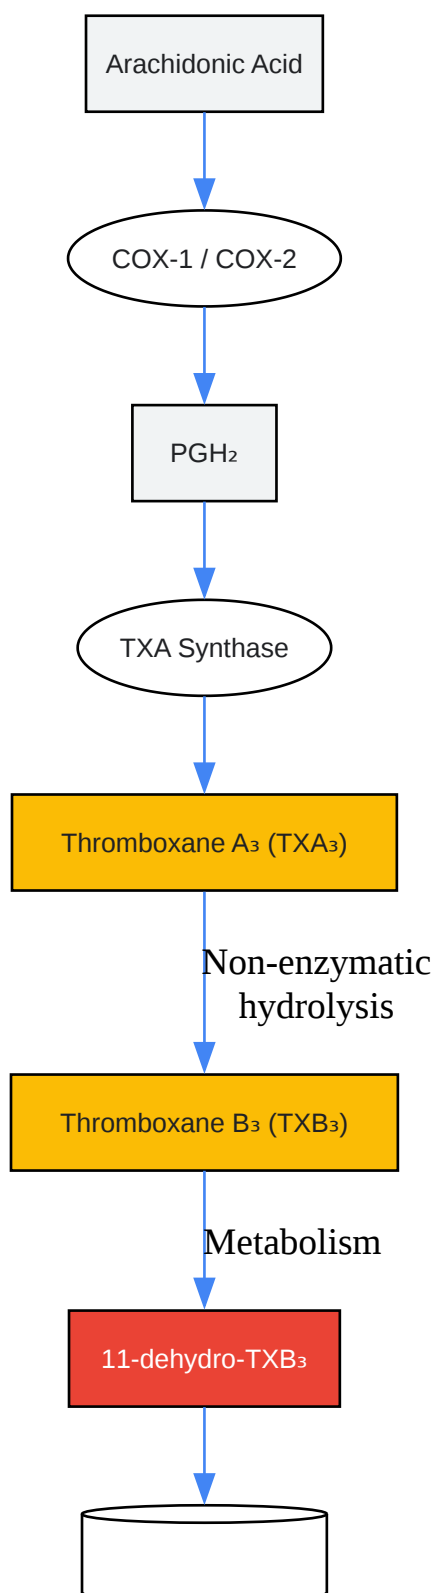 Arachidonic Acid
COX-1 / COX-2
PGH₂
TXA Synthase
Thromboxane A₃ (TXA₃)
Non-enzymatic
hydrolysis
Thromboxane B₃ (TXB₃)
Metabolism
11-dehydro-TXB₃